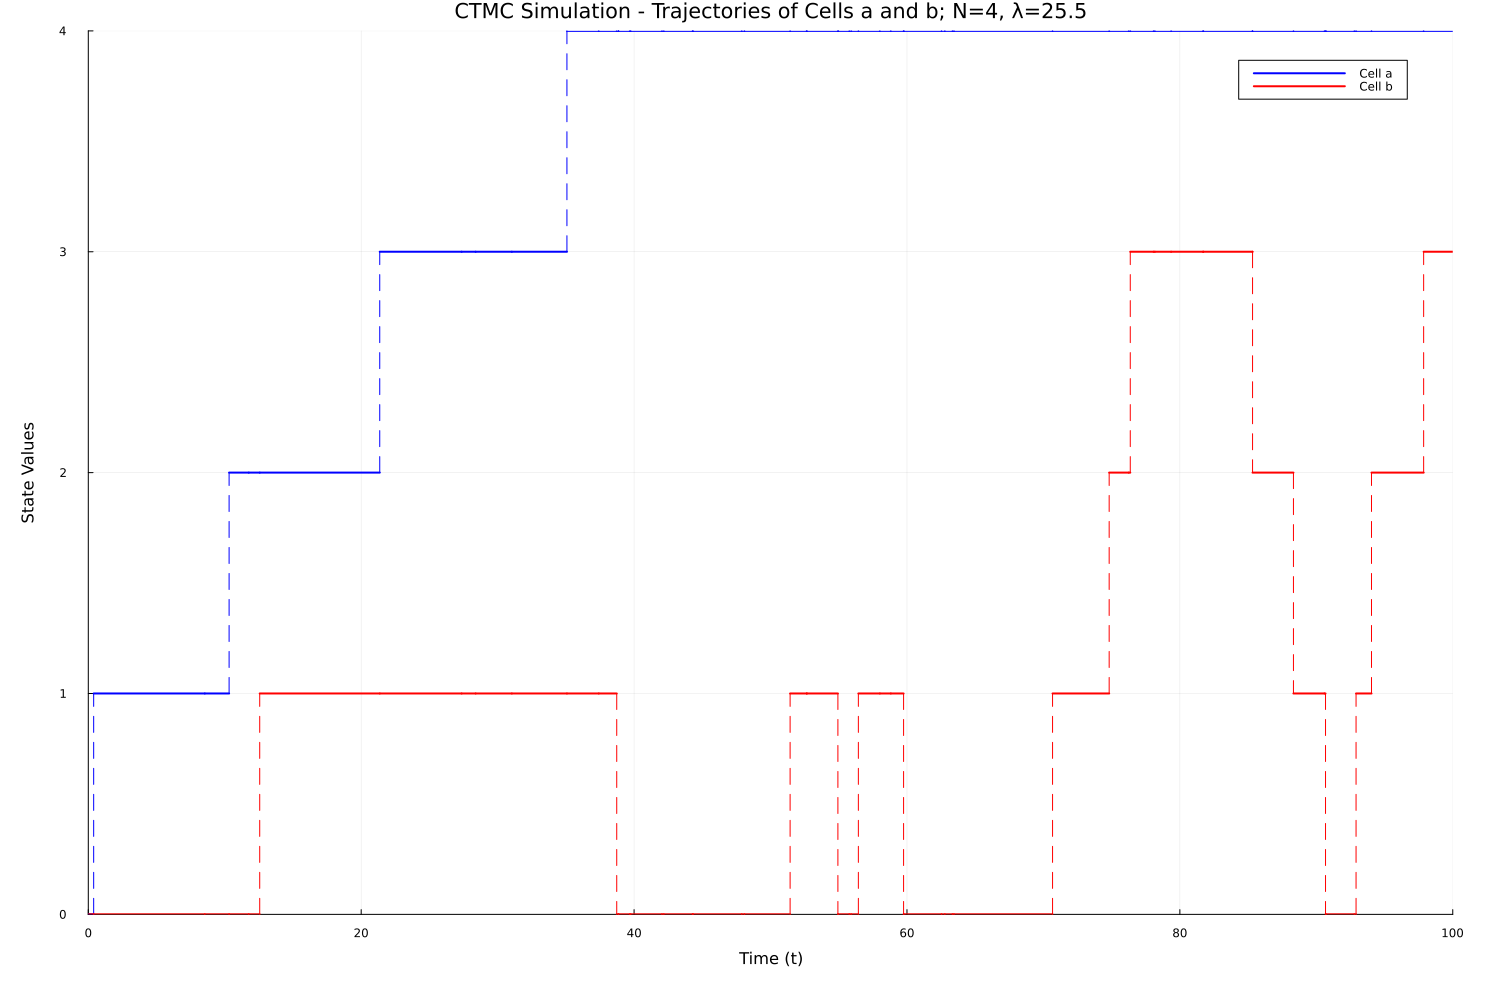 CTMC Simulation - Trajectories of Cells a and b; N=4, λ=25.5
Cell a
Cell b
State Values
4
3
2
1
0
0 20 40 60 80 100
Time (t)